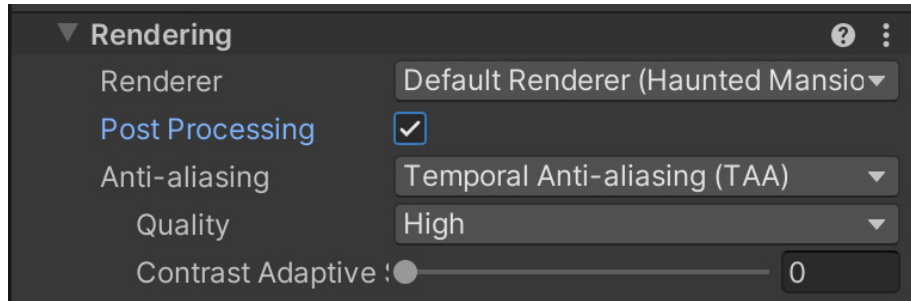 Rendering
Renderer Default Renderer (Haunted Mansio
Post Processing
Anti-aliasing Temporal Anti-aliasing (TAA)
Quality High
Contrast Adaptive 0